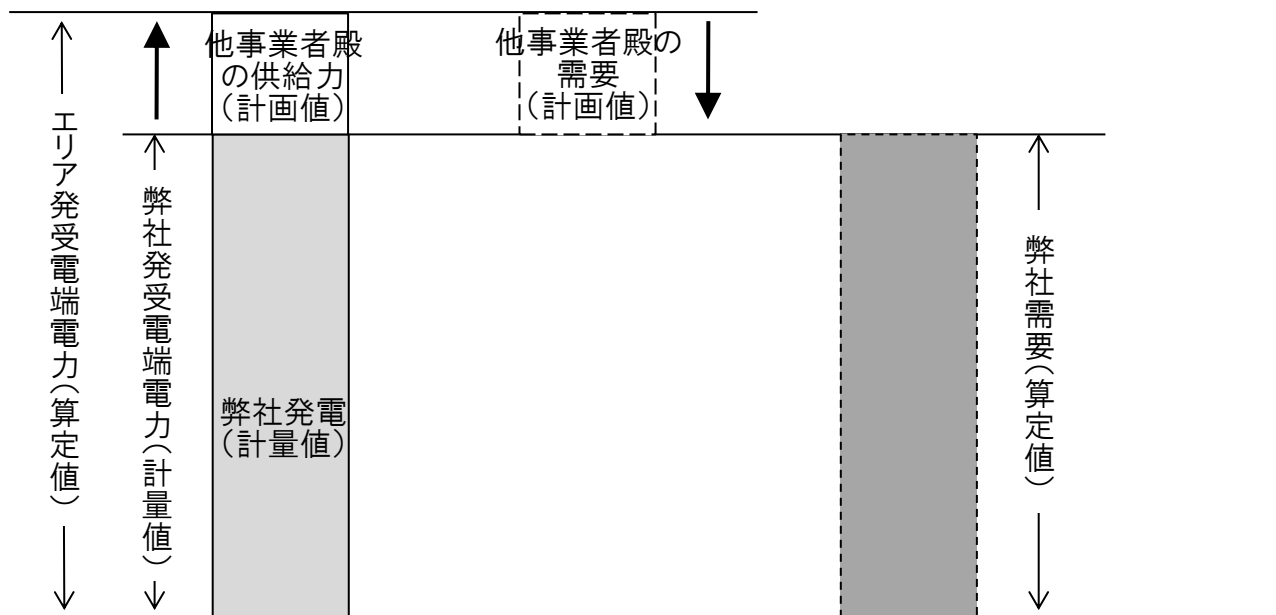 エリア発受電端電力（算定値）
弊社発受電端電力（計量値）
他事業者殿
の供給力
（計画値）
弊社発電
（計量値）
他事業者殿の
需要
（計画値）
弊社需要（算定値）